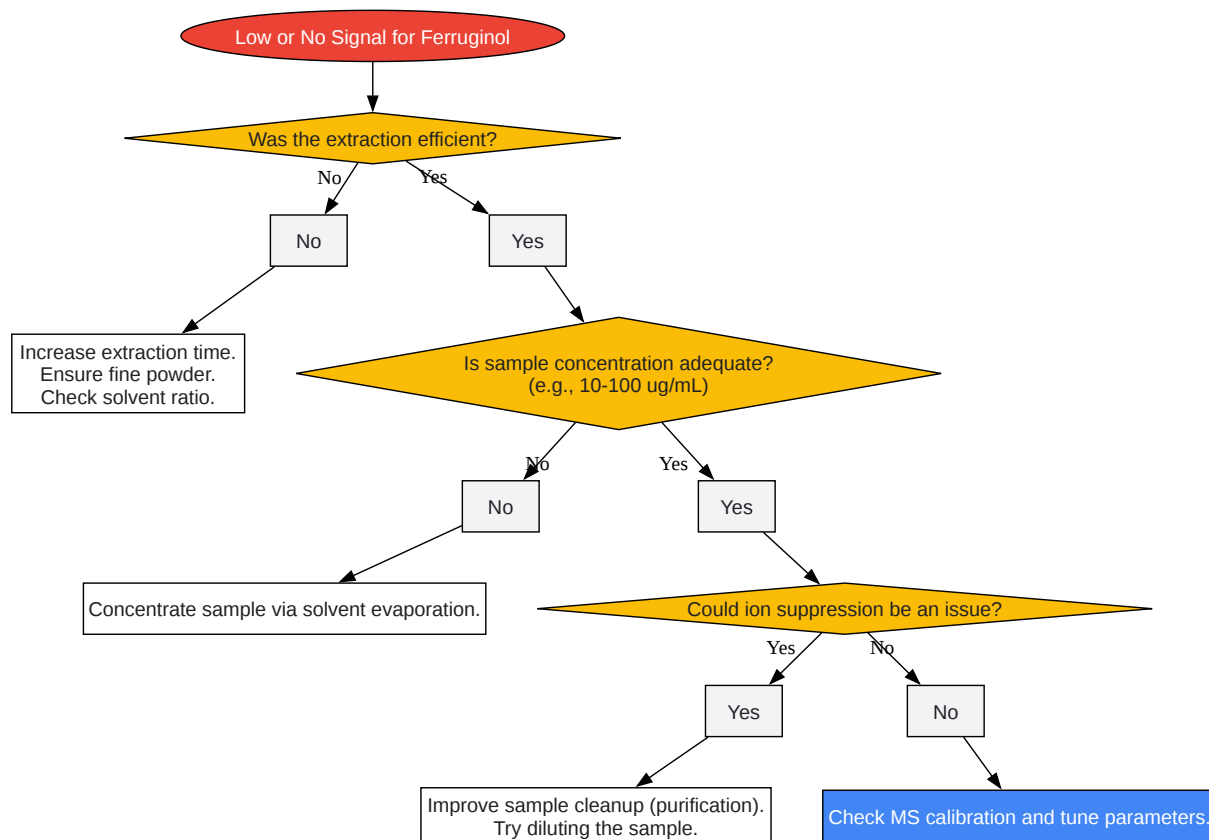 Low or No Signal for Ferruginol
Was the extraction efficient?
No
Yes
No
Yes
Increase extraction time.
Ensure fine powder.
Check solvent ratio.
Is sample concentration adequate?
(e.g., 10-100 ug/mL)
No
Yes
No
Yes
Concentrate sample via solvent evaporation.
Could ion suppression be an issue?
Yes
No
Yes
No
Improve sample cleanup (purification).
Try diluting the sample.
Check MS calibration and tune parameters.